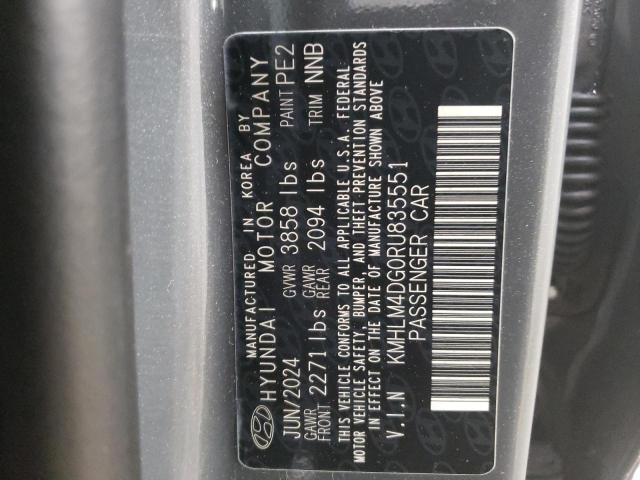 MANUFACTURED IN KOREA BY
HYUNDAI MOTOR COMPANY
JUN/2024 GVWR 3858 lbs PAINT PE2
GAWR FRONT 2271 lbs GAWR REAR 2094 lbs TRIM NNB
THIS VEHICLE CONFORMS TO ALL APPLICABLE U.S.A. FEDERAL
MOTOR VEHICLE SAFETY, BUMPER, AND THEFT PREVENTION STANDARDS
IN EFFECT ON THE DATE OF MANUFACTURE SHOWN ABOVE
V.I.N KMHLM4DG0RU835551
PASSENGER CAR